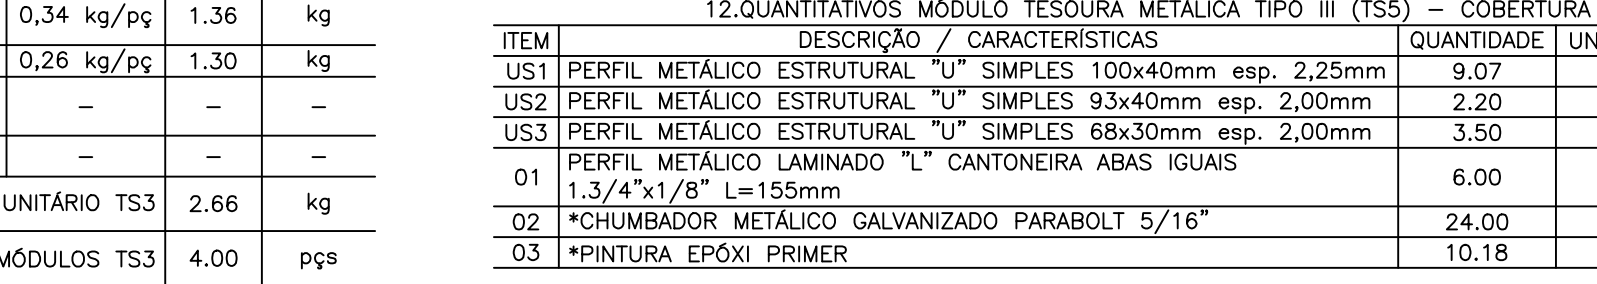 0,34 kg/pç 1.36 kg
0,26 kg/pç 1.30 kg
– – –
– – –
UNITÁRIO TS3 2.66 kg
MÓDULOS TS3 4.00 pçs
12.QUANTITATIVOS MÓDULO TESOURA METÁLICA TIPO III (TS5) – COBERTURA
ITEM DESCRIÇÃO / CARACTERÍSTICAS QUANTIDADE UN
US1 PERFIL METÁLICO ESTRUTURAL "U" SIMPLES 100x40mm esp. 2,25mm 9.07
US2 PERFIL METÁLICO ESTRUTURAL "U" SIMPLES 93x40mm esp. 2,00mm 2.20
US3 PERFIL METÁLICO ESTRUTURAL "U" SIMPLES 68x30mm esp. 2,00mm 3.50
01 PERFIL METÁLICO LAMINADO "L" CANTONEIRA ABAS IGUAIS
1.3/4"x1/8" L=155mm 6.00
02 *CHUMBADOR METÁLICO GALVANIZADO PARABOLT 5/16" 24.00
03 *PINTURA EPÓXI PRIMER 10.18